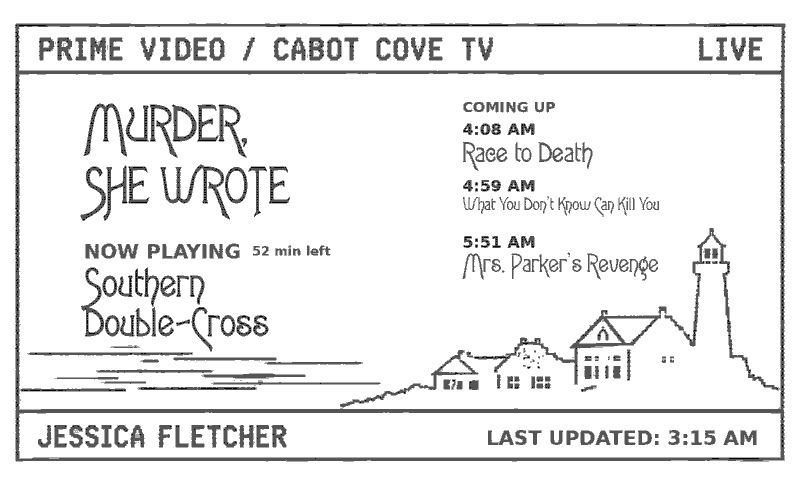 PRIME VIDEO / CABOT COVE TV
LIVE
MURDER,
SHE WROTE
NOW PLAYING 52 min left
Southern
Double-Cross
COMING UP
4:08 AM
Race to Death
4:59 AM
What You Don't Know Can Kill You
5:51 AM
Mrs. Parker's Revenge
JESSICA FLETCHER
LAST UPDATED: 3:15 AM